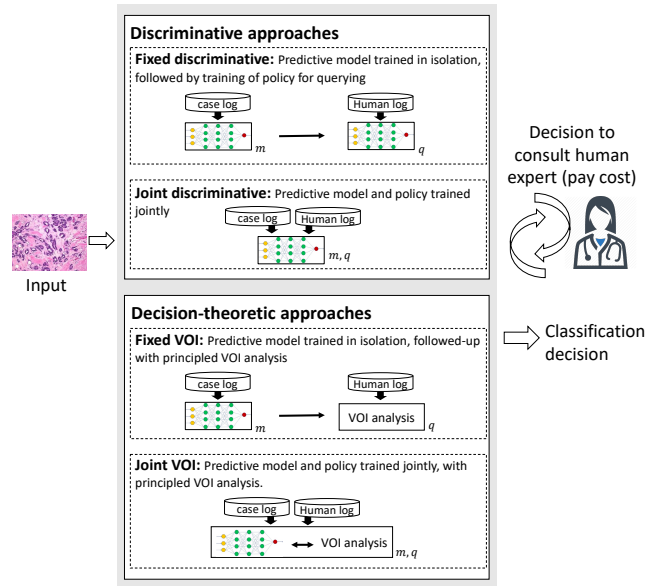 Discriminative approaches
Fixed discriminative: Predictive model trained in isolation,
followed by training of policy for querying
case log
Human log
m
q
Joint discriminative: Predictive model and policy trained
jointly
case log
Human log
m, q
Input
Decision to
consult human
expert (pay cost)
Decision-theoretic approaches
Fixed VOI: Predictive model trained in isolation, followed-up
with principled VOI analysis
case log
Human log
VOI analysis
m
q
Classification
decision
Joint VOI: Predictive model and policy trained jointly, with
principled VOI analysis.
case log
Human log
VOI analysis
m, q